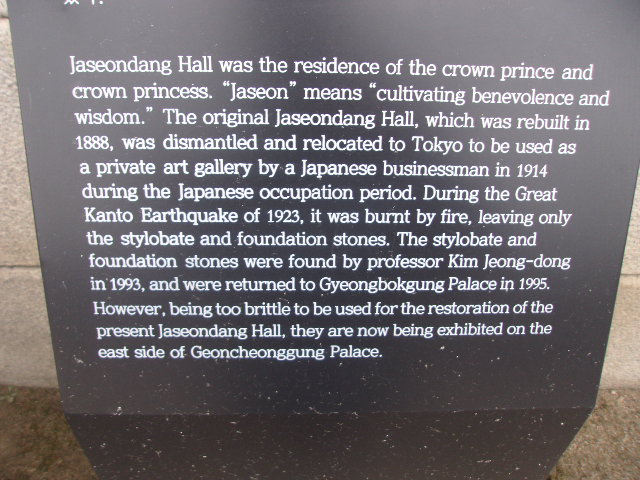 Jaseondang Hall was the residence of the crown prince and
crown princess. “Jaseon” means “cultivating benevolence and
wisdom.” The original Jaseondang Hall, which was rebuilt in
1888, was dismantled and relocated to Tokyo to be used as
a private art gallery by a Japanese businessman in 1914
during the Japanese occupation period. During the Great
Kanto Earthquake of 1923, it was burnt by fire, leaving only
the stylobate and foundation stones. The stylobate and
foundation stones were found by professor Kim Jeong-dong
in 1993, and were returned to Gyeongbokgung Palace in 1995.
However, being too brittle to be used for the restoration of the
present Jaseondang Hall, they are now being exhibited on the
east side of Geoncheonggung Palace.